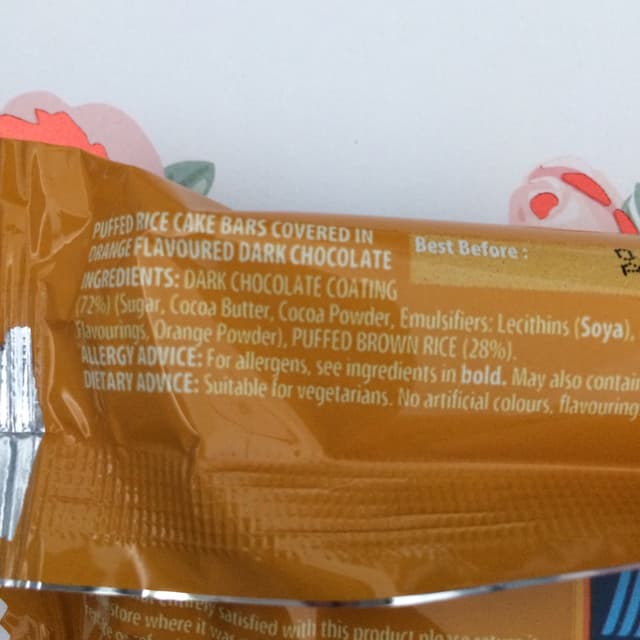 PUFFED RICE CAKE BARS COVERED IN
ORANGE FLAVOURED DARK CHOCOLATE
Best Before :
INGREDIENTS: DARK CHOCOLATE COATING
(72%) (Sugar, Cocoa Butter, Cocoa Powder, Emulsifiers: Lecithins (Soya),
Flavourings, Orange Powder), PUFFED BROWN RICE (28%).
ALLERGY ADVICE: For allergens, see ingredients in bold. May also contai
DIETARY ADVICE: Suitable for vegetarians. No artificial colours, flavouring
satisfied with this product
store where it